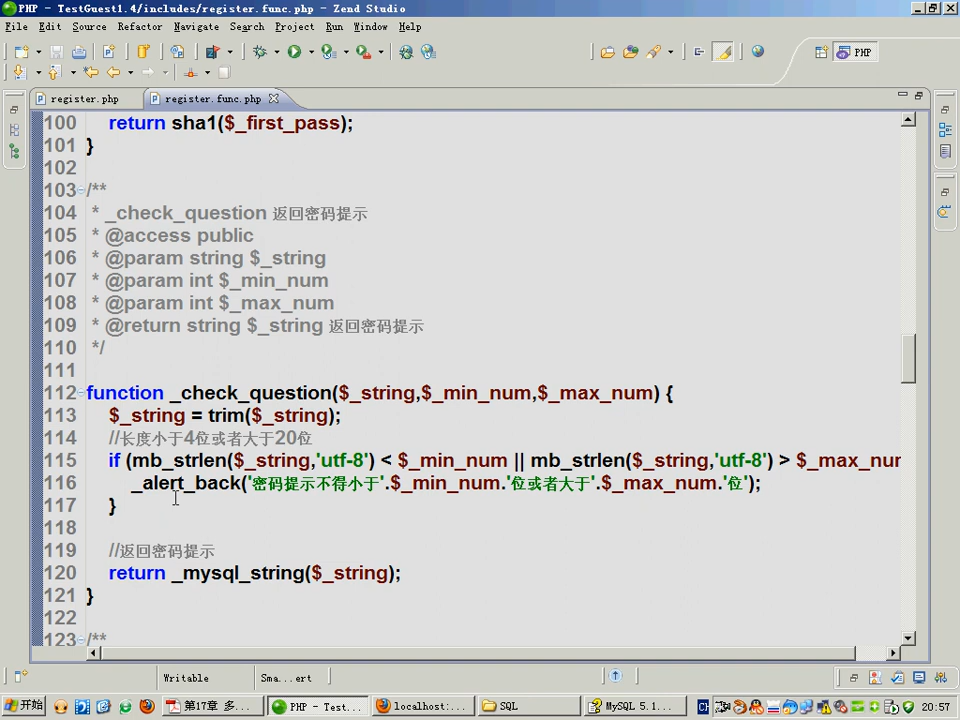 PHP - TestGuest1.4/includes/register.func.php - Zend Studio
File Edit Source Refactor Navigate Search Project Run Window Help
PHP
register.php register.func.php
100 return sha1($_first_pass);
101 }
102
103 /**
104 * _check_question 返回密码提示
105 * @access public
106 * @param string $_string
107 * @param int $_min_num
108 * @param int $_max_num
109 * @return string $_string 返回密码提示
110 */
111
112 function _check_question($_string,$_min_num,$_max_num) {
113 $_string = trim($_string);
114 //长度小于4位或者大于20位
115 if (mb_strlen($_string,'utf-8') < $_min_num || mb_strlen($_string,'utf-8') > $_max_nur
116 _alert_back('密码提示不得小于'.$_min_num.'位或者大于'.$_max_num.'位');
117 }
118
119 //返回密码提示
120 return _mysql_string($_string);
121 }
122
123 /**
Writable Sma...ert
开始 第17章 多... PHP - Test... localhost:... SQL MySQL 5.1... CH 20:57